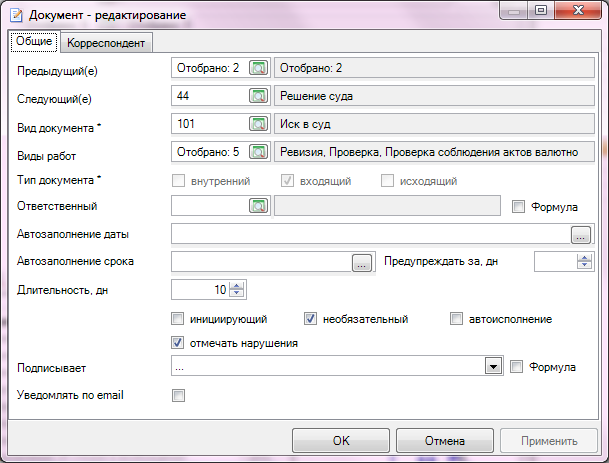 Документ - редактирование
Общие Корреспондент
Предыдущий(е) Отобрано: 2 Отобрано: 2
Следующий(е) 44 Решение суда
Вид документа * 101 Иск в суд
Виды работ Отобрано: 5 Ревизия, Проверка, Проверка соблюдения актов валютно
Тип документа * внутренний входящий исходящий
Ответственный Формула
Автозаполнение даты ...
Автозаполнение срока ... Предупреждать за, дн
Длительность, дн 10
инициирующий необязательный автоисполнение
отмечать нарушения
Подписывает ... Формула
Уведомлять по email
OK Отмена Применить